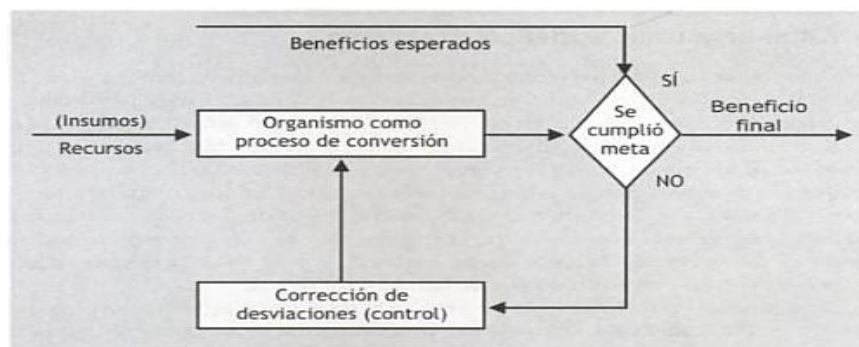 Beneficios esperados
SÍ
(Insumos)
Recursos
Organismo como
proceso de conversión
Se
cumplió
meta
Beneficio
final
NO
Corrección de
desviaciones (control)